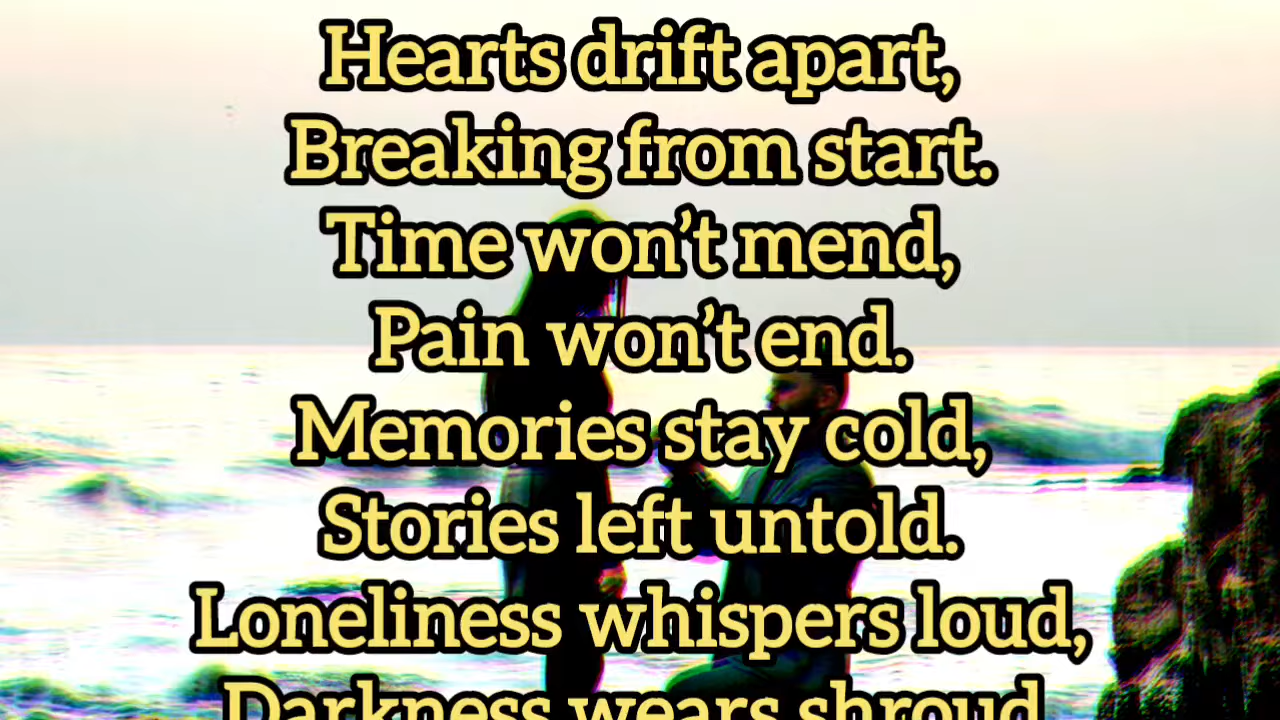 Hearts drift apart,
Breaking from start.
Time won’t mend,
Pain won’t end.
Memories stay cold,
Stories left untold.
Loneliness whispers loud,
Darkness wears shroud